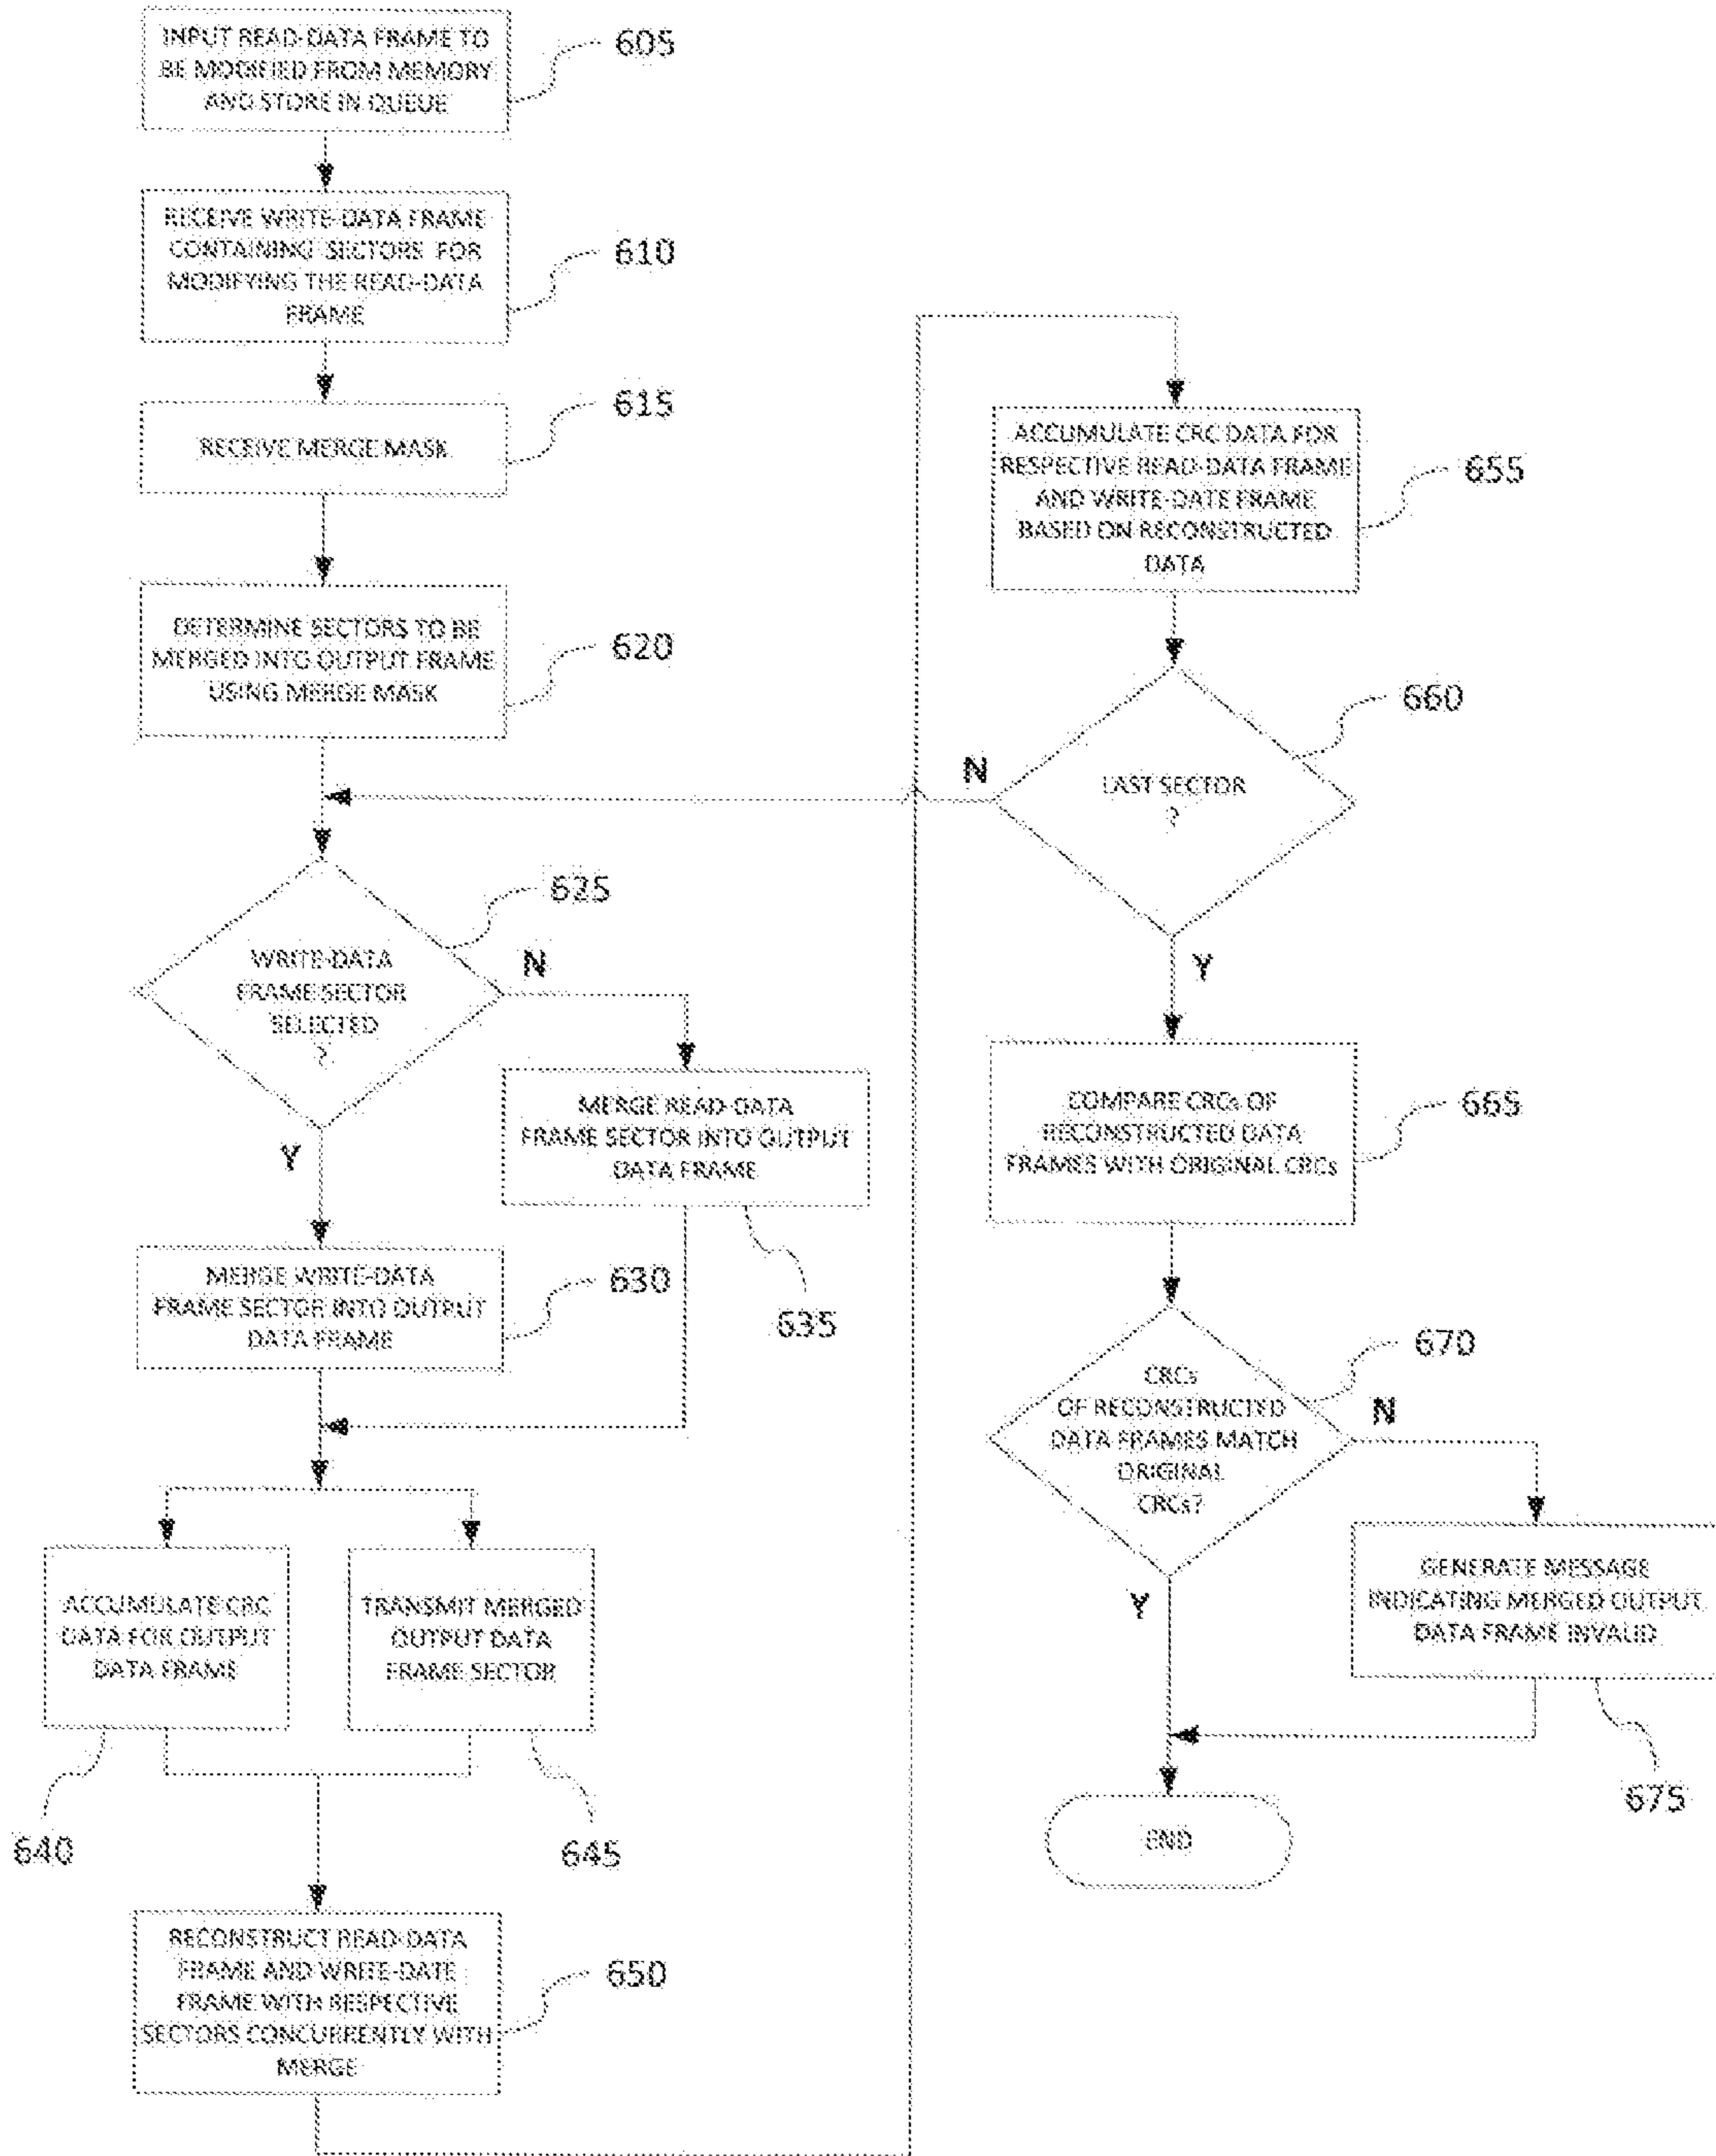 INPUT READ-DATA FRAME TO
BE MODIFIED FROM MEMORY
AND STORE IN QUEUE
605
RECEIVE WRITE-DATA FRAME
CONTAINING SECTORS FOR
MODIFYING THE READ-DATA
FRAME
610
RECEIVE MERGE MASK
615
DETERMINE SECTORS TO BE
MERGED INTO OUTPUT FRAME
USING MERGE MASK
620
WRITE-DATA
FRAME SECTOR
SELECTED
?
625
N
Y
MERGE READ-DATA
FRAME SECTOR INTO OUTPUT
DATA FRAME
635
MERGE WRITE-DATA
FRAME SECTOR INTO OUTPUT
DATA FRAME
630
ACCUMULATE CRC
DATA FOR OUTPUT
DATA FRAME
640
TRANSMIT MERGED
OUTPUT DATA
FRAME SECTOR
645
RECONSTRUCT READ-DATA
FRAME AND WRITE-DATE
FRAME WITH RESPECTIVE
SECTORS CONCURRENTLY WITH
MERGE
650
ACCUMULATE CRC DATA FOR
RESPECTIVE READ-DATA FRAME
AND WRITE-DATE FRAME
BASED ON RECONSTRUCTED
DATA
655
LAST SECTOR
?
660
N
Y
COMPARE CRCs OF
RECONSTRUCTED DATA
FRAMES WITH ORIGINAL CRCs
665
CRCs
OF RECONSTRUCTED
DATA FRAMES MATCH
ORIGINAL
CRCs?
670
N
Y
GENERATE MESSAGE
INDICATING MERGED OUTPUT
DATA FRAME INVALID
675
END